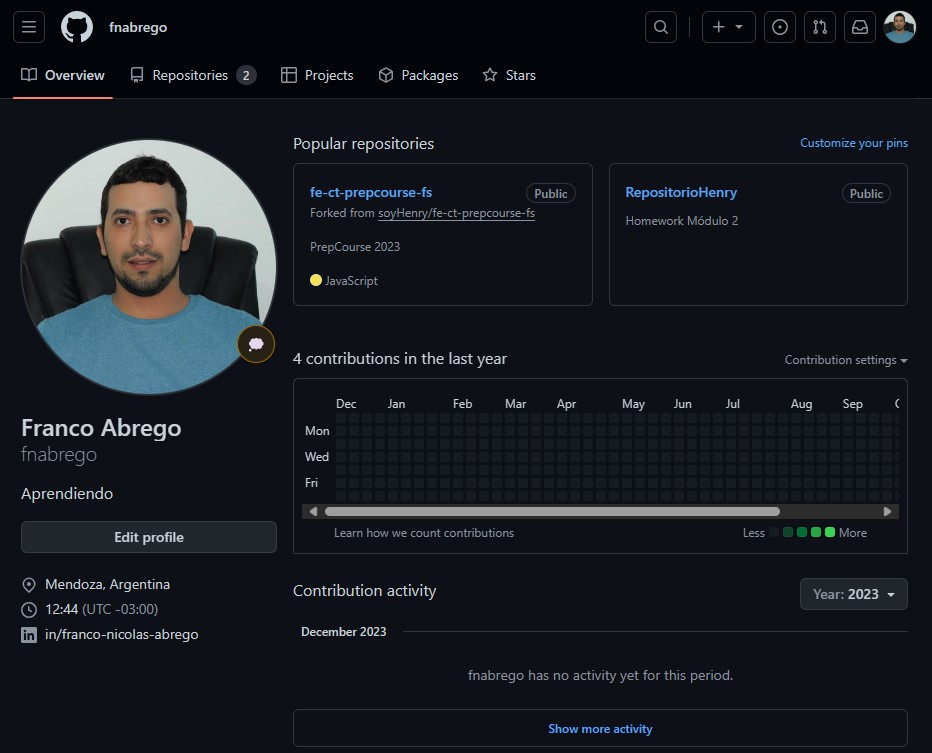 fnabrego
Overview
Repositories 2
Projects
Packages
Stars
Franco Abrego
fnabrego
Aprendiendo
Edit profile
Mendoza, Argentina
12:44 (UTC -03:00)
in/franco-nicolas-abrego
Popular repositories
Customize your pins
fe-ct-prepcourse-fs
Public
Forked from soyHenry/fe-ct-prepcourse-fs
PrepCourse 2023
JavaScript
RepositorioHenry
Public
Homework Módulo 2
4 contributions in the last year
Contribution settings
Dec Jan Feb Mar Apr May Jun Jul Aug Sep
Mon
Wed
Fri
Learn how we count contributions
Less More
Contribution activity
Year: 2023
December 2023
fnabrego has no activity yet for this period.
Show more activity